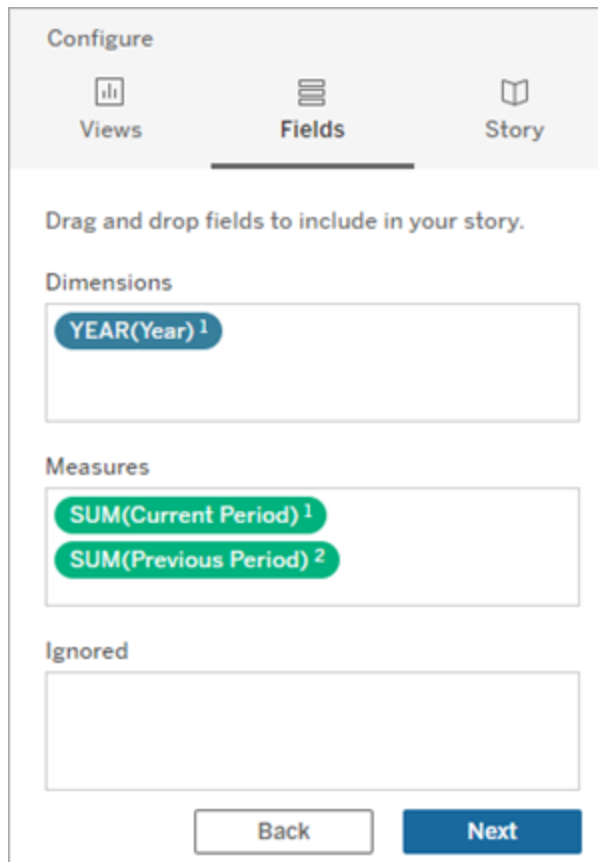 Configure
Views Fields Story
Drag and drop fields to include in your story.
Dimensions
YEAR(Year) 1
Measures
SUM(Current Period) 1
SUM(Previous Period) 2
Ignored
Back Next